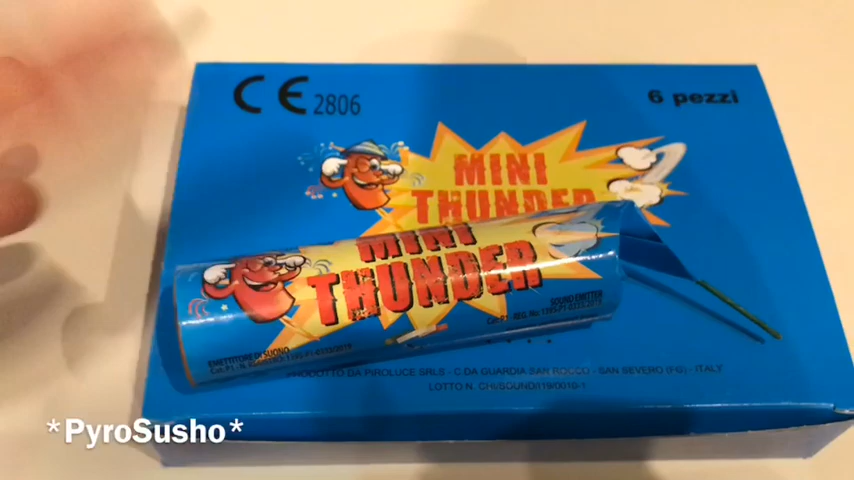 CE 2806
6 pezzi
MINI
THUNDER
MINI
THUNDER
EMETTITORE DI SUONO
SOUND EMITTER
PRODOTTO DA PIROLUCE SRLS - C DA GUARDIA SAN ROCCO - SAN SEVERO (FG) - ITALY
*PyroSusho*